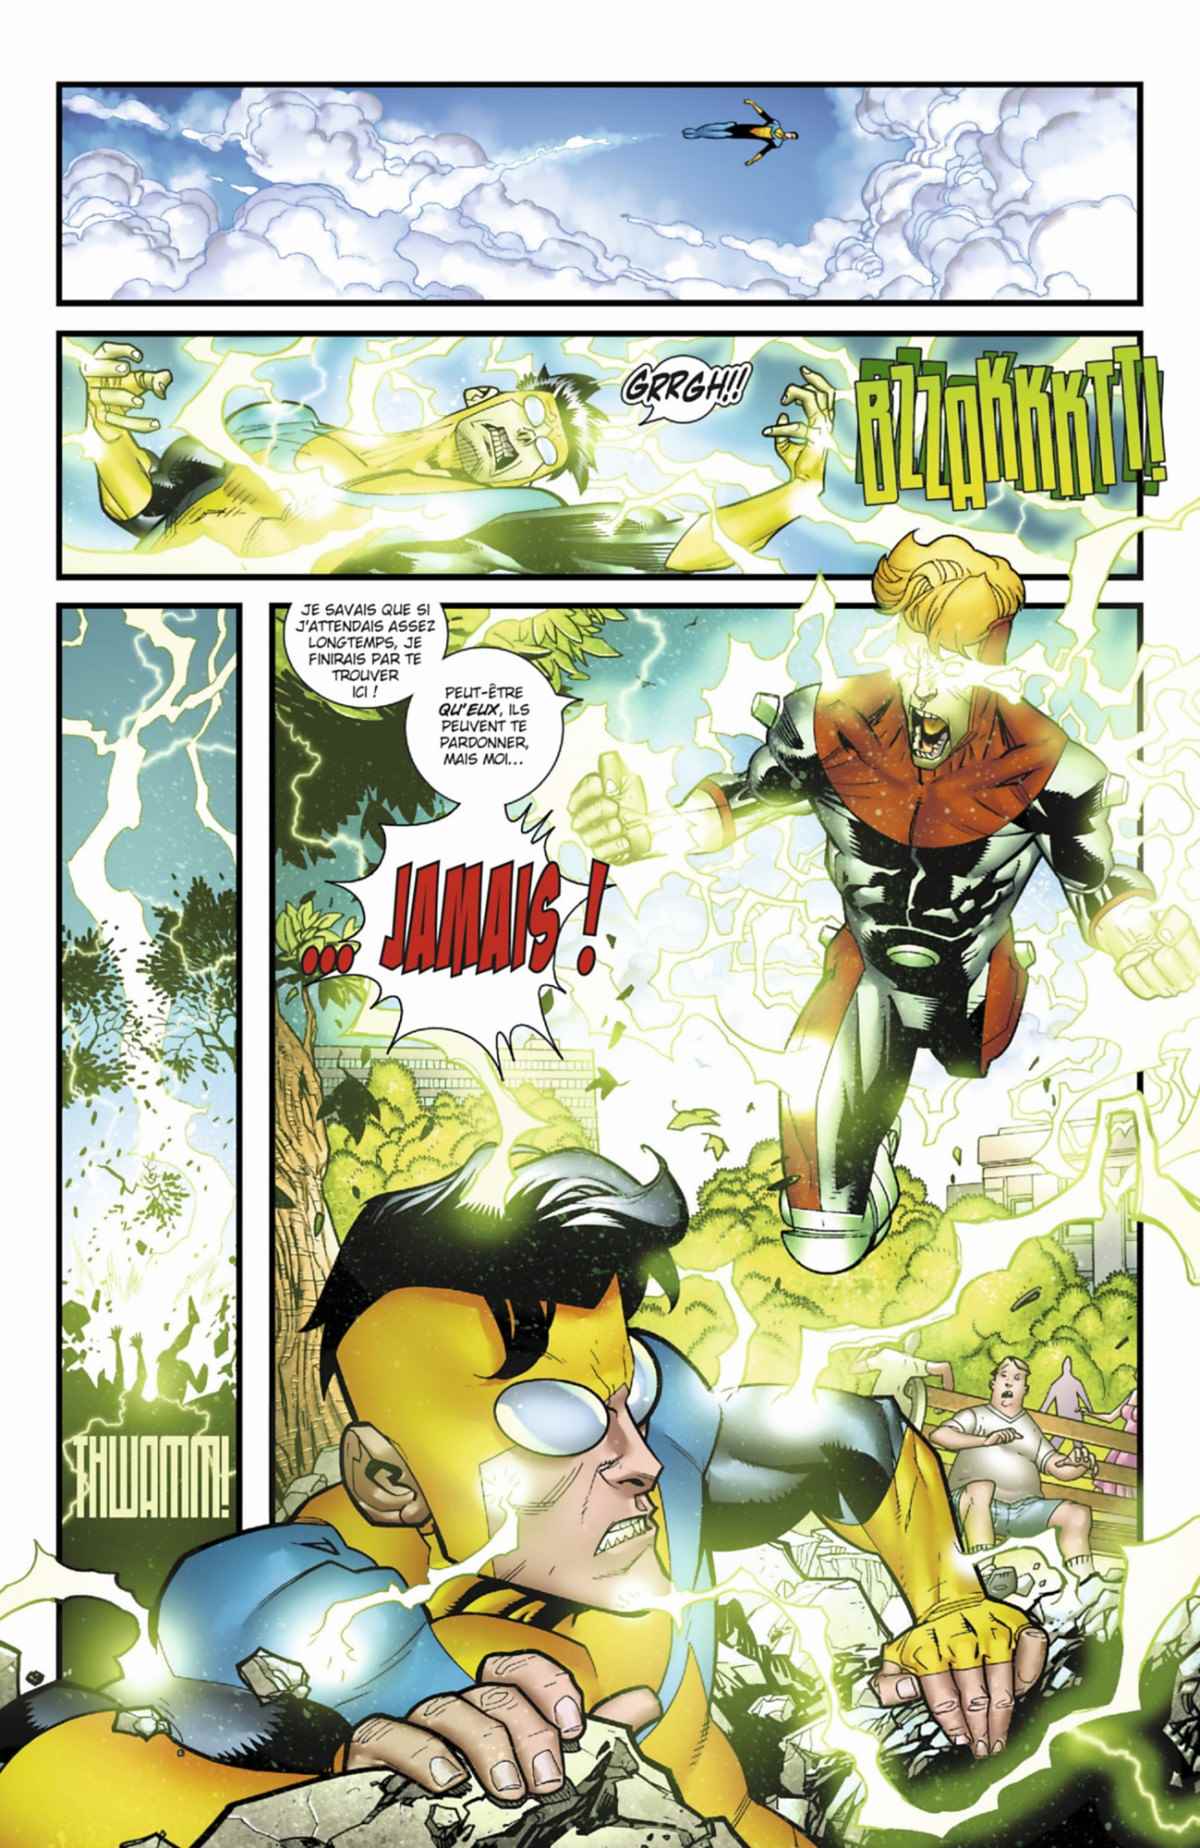 GRRGH!!
BZZAKKKKTT!
JE SAVAIS QUE SI
J'ATTENDAIS ASSEZ
LONGTEMPS, JE
FINIRAIS PAR TE
TROUVER
ICI !
PEUT-ÊTRE
QU'EUX, ILS
PEUVENT TE
PARDONNER,
MAIS MOI...
... JAMAIS !
THWAMM!